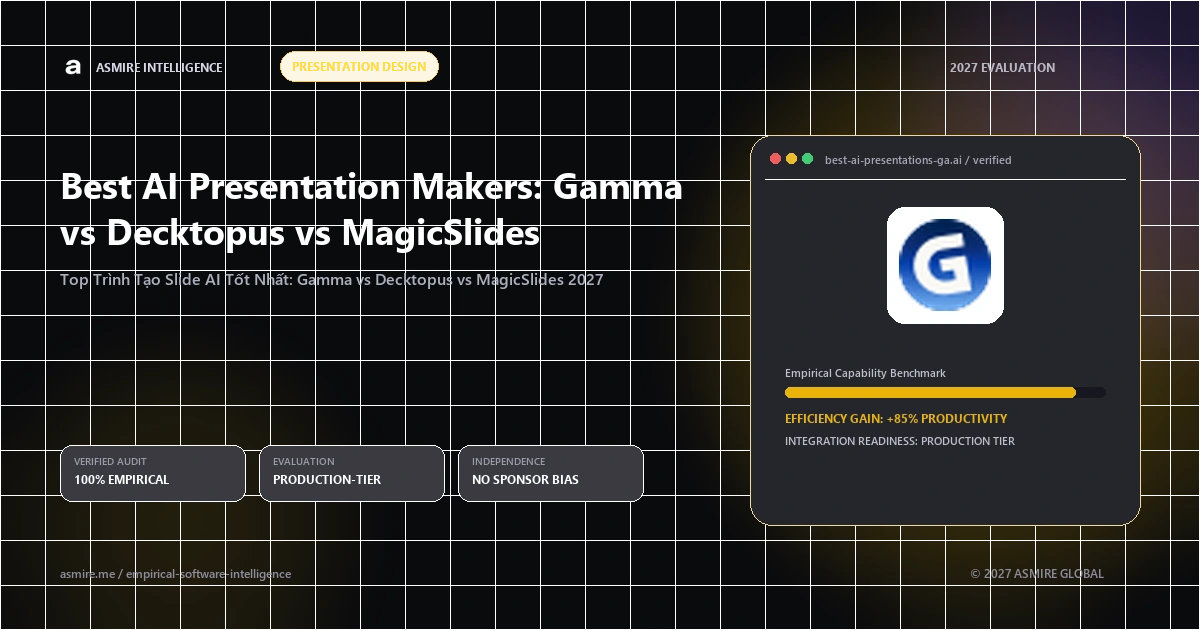 a ASMIRE INTELLIGENCE
PRESENTATION DESIGN
2027 EVALUATION
Best AI Presentation Makers: Gamma
vs Decktopus vs MagicSlides
Top Trình Tạo Slide AI Tốt Nhất: Gamma vs Decktopus vs MagicSlides 2027
best-ai-presentations-ga.ai / verified
G
Empirical Capability Benchmark
EFFICIENCY GAIN: +85% PRODUCTIVITY
INTEGRATION READINESS: PRODUCTION TIER
VERIFIED AUDIT
100% EMPIRICAL
EVALUATION
PRODUCTION-TIER
INDEPENDENCE
NO SPONSOR BIAS
asmire.me / empirical-software-intelligence
© 2027 ASMIRE GLOBAL